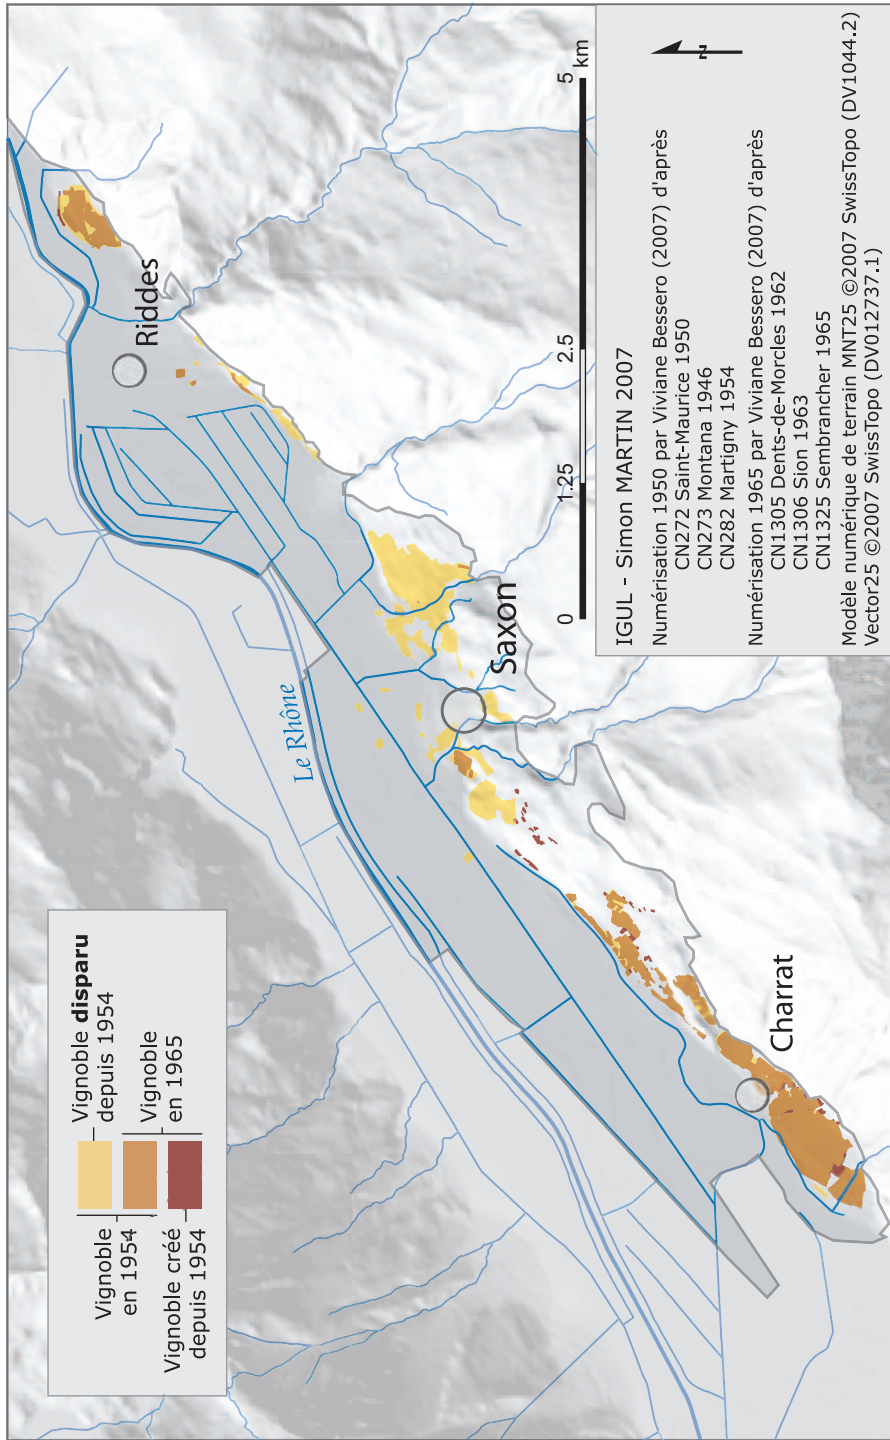 Vignoble
en 1954
Vignoble créé
depuis 1954
Vignoble disparu
depuis 1954
Vignoble
en 1965
Le Rhône
Riddes
Saxon
Charrat
0
1.25
2.5
5
km
N
IGUL - Simon MARTIN 2007
Numérisation 1950 par Viviane Bessero (2007) d'après
CN272 Saint-Maurice 1950
CN273 Montana 1946
CN282 Martigny 1954
Numérisation 1965 par Viviane Bessero (2007) d'après
CN1305 Dents-de-Morcles 1962
CN1306 Sion 1963
CN1325 Sembrancher 1965
Modèle numérique de terrain MNT25 ©2007 SwissTopo (DV1044.2)
Vector25 ©2007 SwissTopo (DV012737.1)